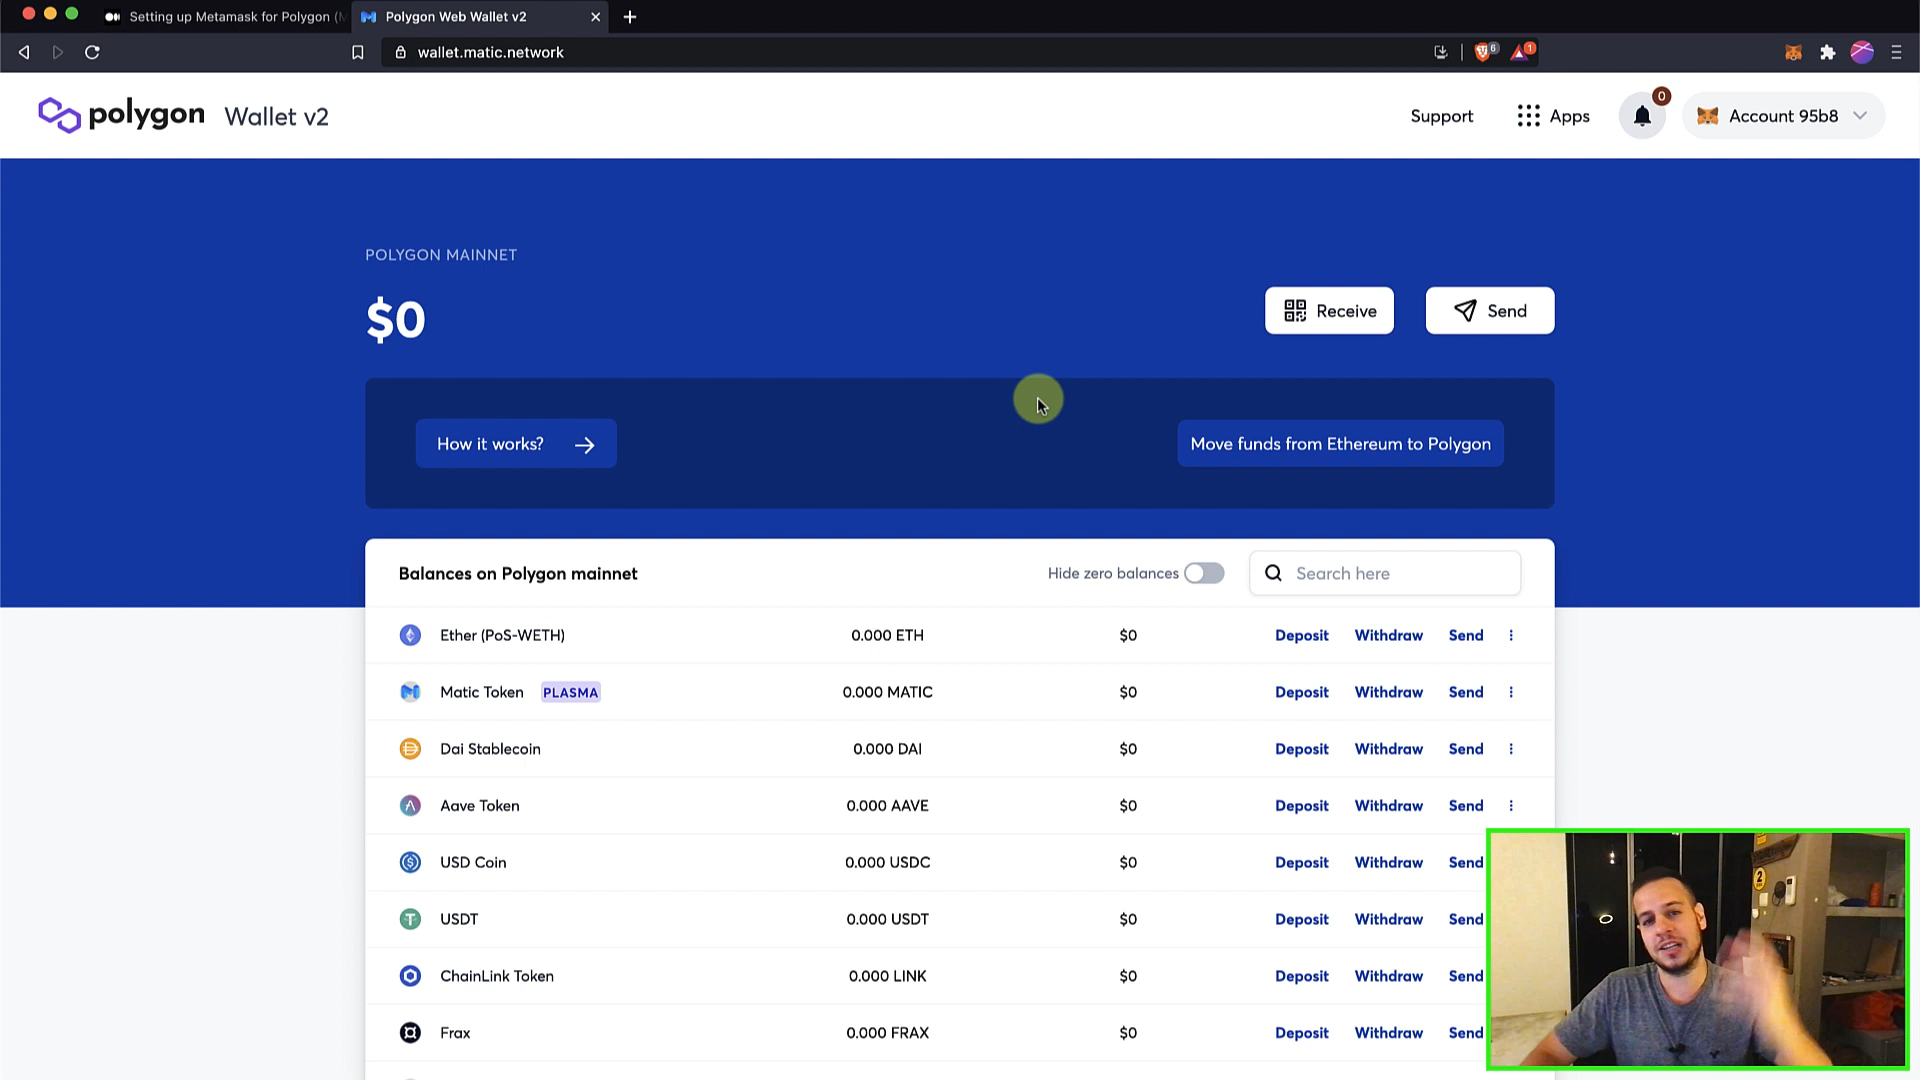 Setting up Metamask for Polygon (M
Polygon Web Wallet v2
wallet.matic.network
6
1
polygon Wallet v2
Support
Apps
0
Account 95b8
POLYGON MAINNET
$0
Receive
Send
How it works?
Move funds from Ethereum to Polygon
Balances on Polygon mainnet
Hide zero balances
Search here
Ether (PoS-WETH) 0.000 ETH $0 Deposit Withdraw Send
Matic Token PLASMA 0.000 MATIC $0 Deposit Withdraw Send
Dai Stablecoin 0.000 DAI $0 Deposit Withdraw Send
Aave Token 0.000 AAVE $0 Deposit Withdraw Send
USD Coin 0.000 USDC $0 Deposit Withdraw Send
USDT 0.000 USDT $0 Deposit Withdraw Send
ChainLink Token 0.000 LINK $0 Deposit Withdraw Send
Frax 0.000 FRAX $0 Deposit Withdraw Send
2